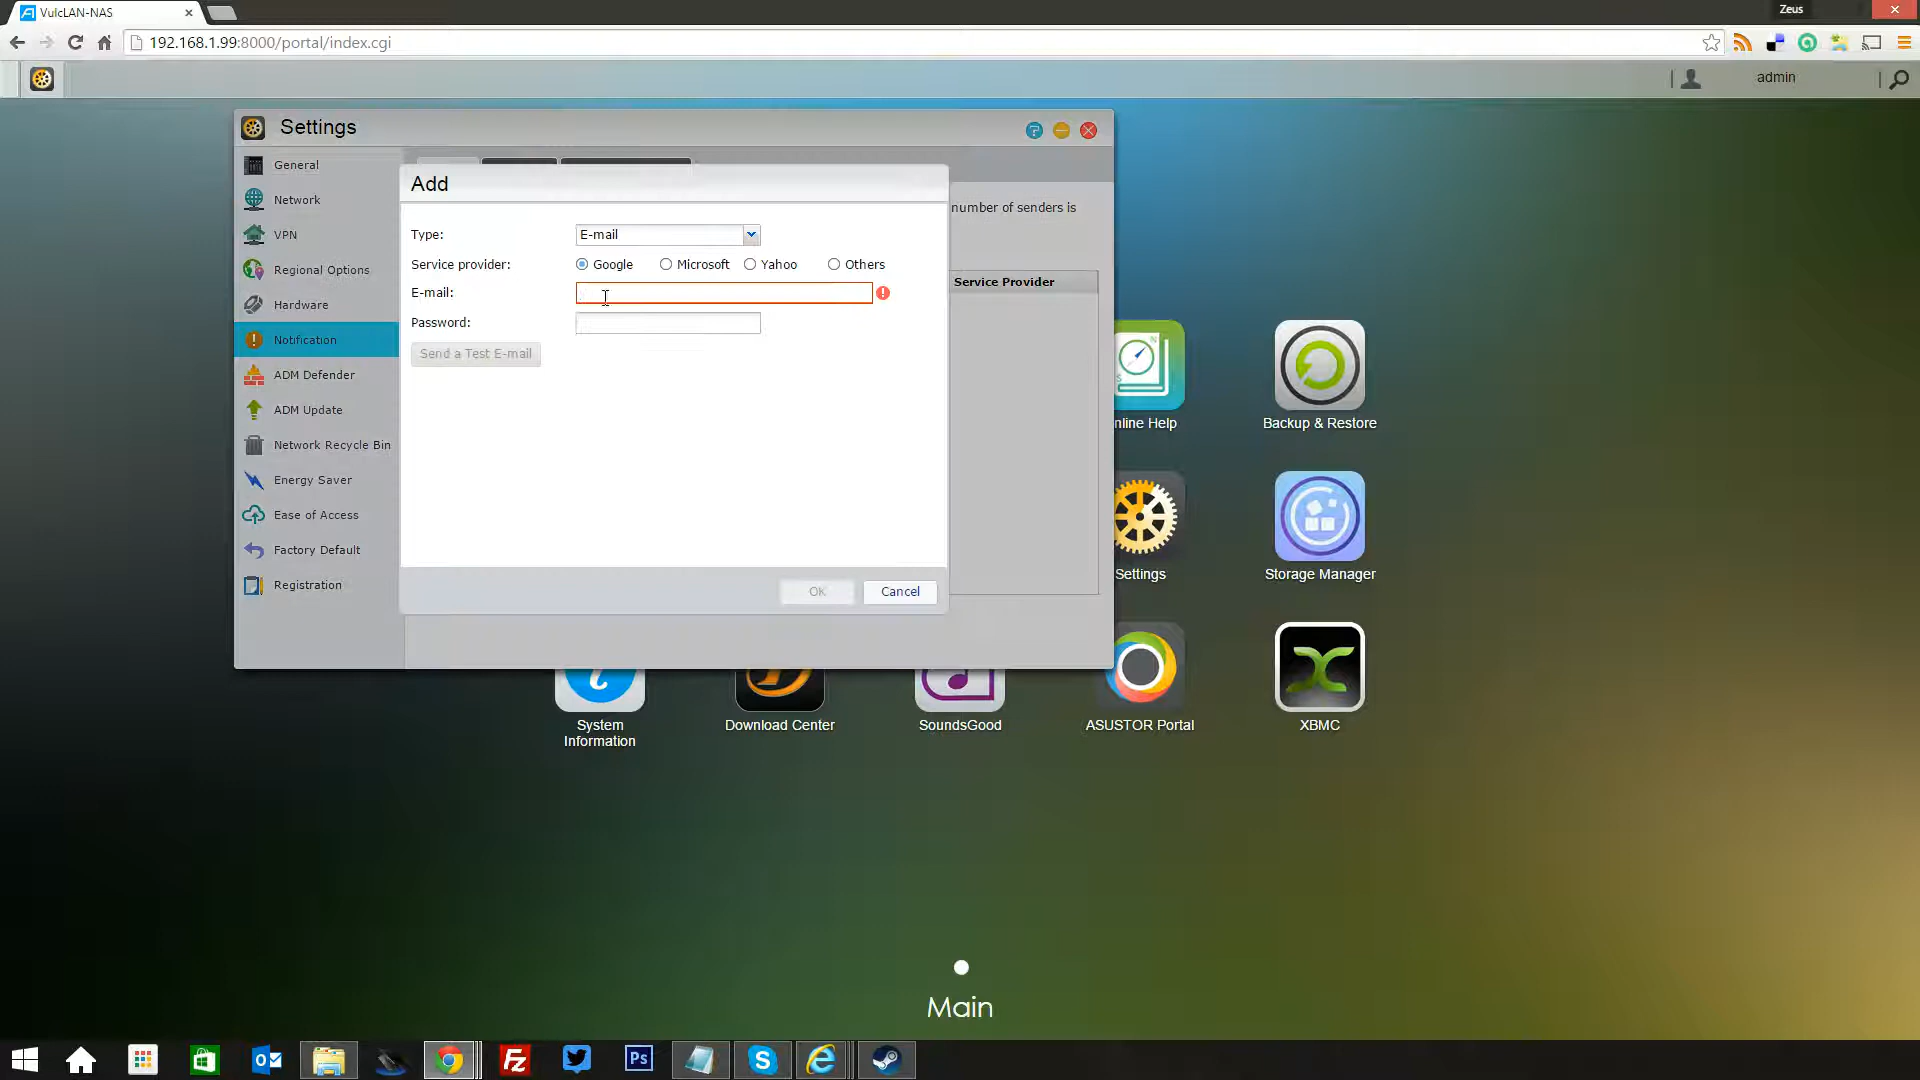 VulcLAN-NAS
Zeus
192.168.1.99:8000/portal/index.cgi
admin
Settings
General
Network
VPN
Regional Options
Hardware
Notification
ADM Defender
ADM Update
Network Recycle Bin
Energy Saver
Ease of Access
Factory Default
Registration
Add
number of senders is
Type:
E-mail
Service provider:
Google
Microsoft
Yahoo
Others
Service Provider
E-mail:
Password:
Send a Test E-mail
OK
Cancel
nline Help
Backup & Restore
Settings
Storage Manager
System
Information
Download Center
SoundsGood
ASUSTOR Portal
XBMC
Main
Ps